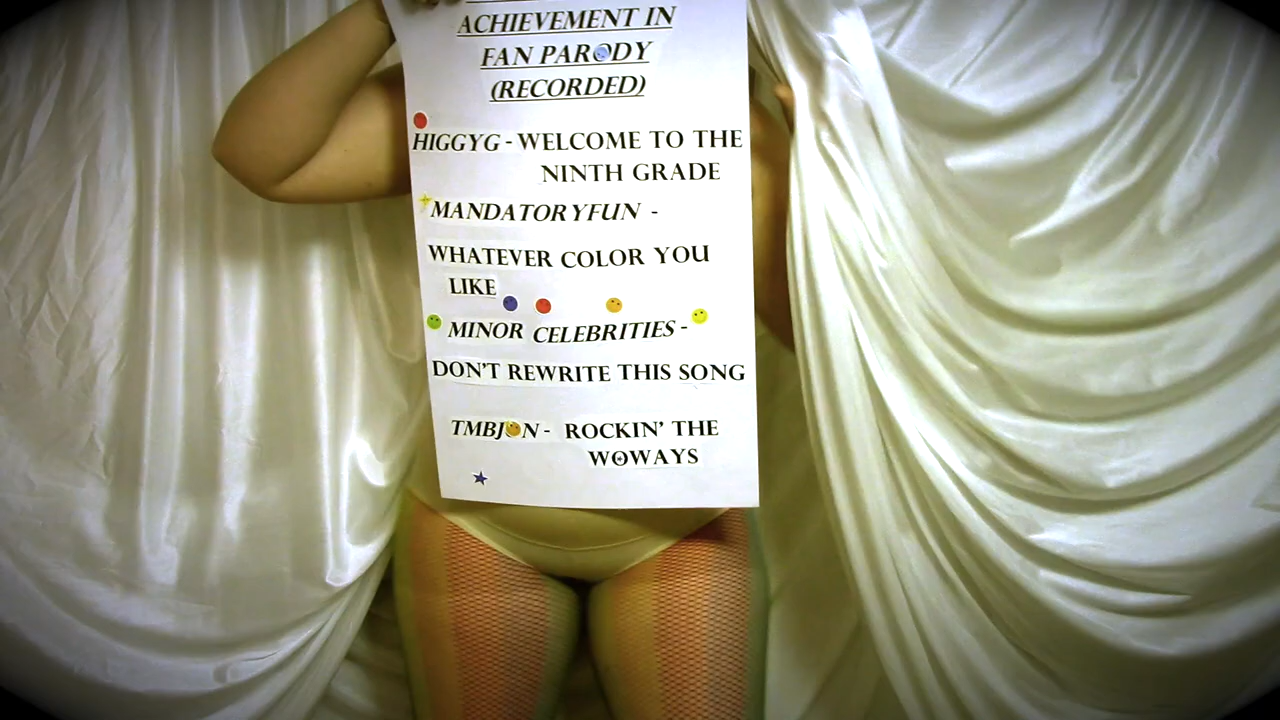 ACHIEVEMENT IN
FAN PARODY
(RECORDED)
HIGGYG - WELCOME TO THE
NINTH GRADE
MANDATORYFUN -
WHATEVER COLOR YOU
LIKE
MINOR CELEBRITIES -
DON'T REWRITE THIS SONG
TMBJON - ROCKIN' THE
WOWAYS